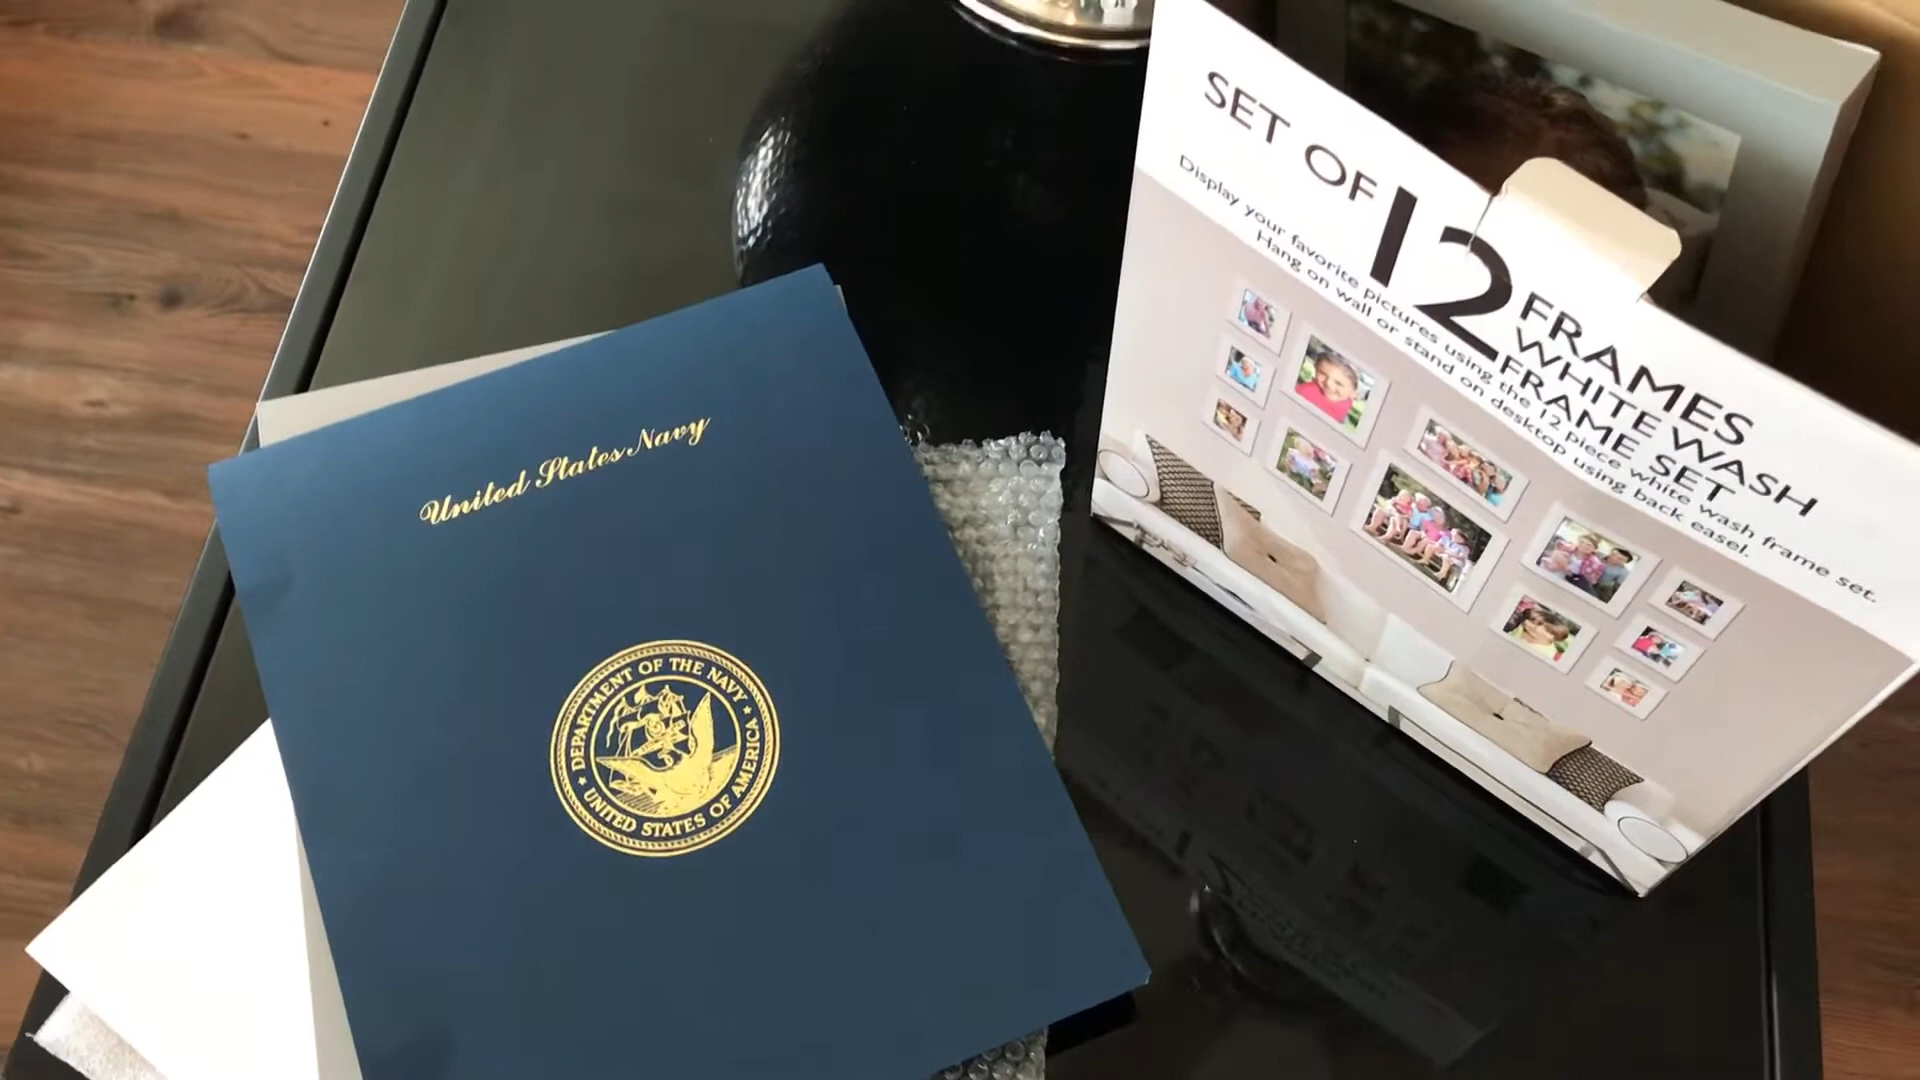 United States Navy
DEPARTMENT OF THE NAVY
UNITED STATES OF AMERICA
SET OF 12 FRAMES
WHITE WASH
FRAME SET
Display your favorite pictures using the 12 piece white wash frame set.
Hang on wall or stand on desktop using back easel.